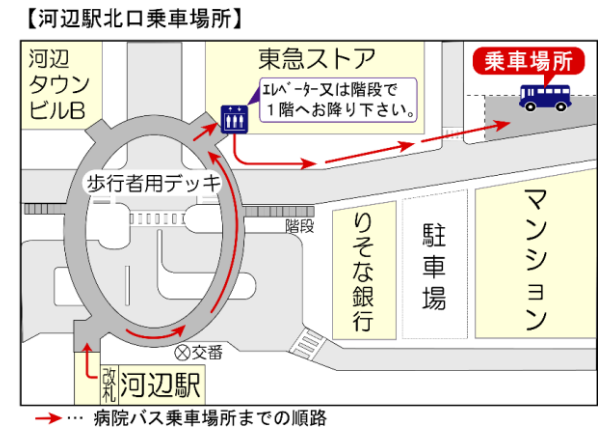 【河辺駅北口乗車場所】
河辺
タウン
ビルB
東急ストア
乗車場所
エレベーター又は階段で
1階へお降り下さい。
歩行者用デッキ
階段
りそな銀行
駐車場
マンション
交番
改札
河辺駅
→… 病院バス乗車場所までの順路